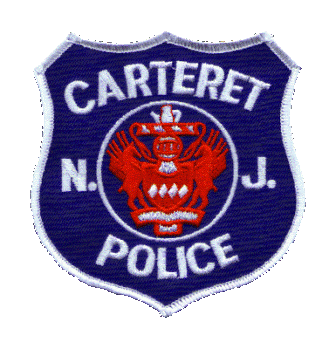 CARTERET
N. J.
POLICE